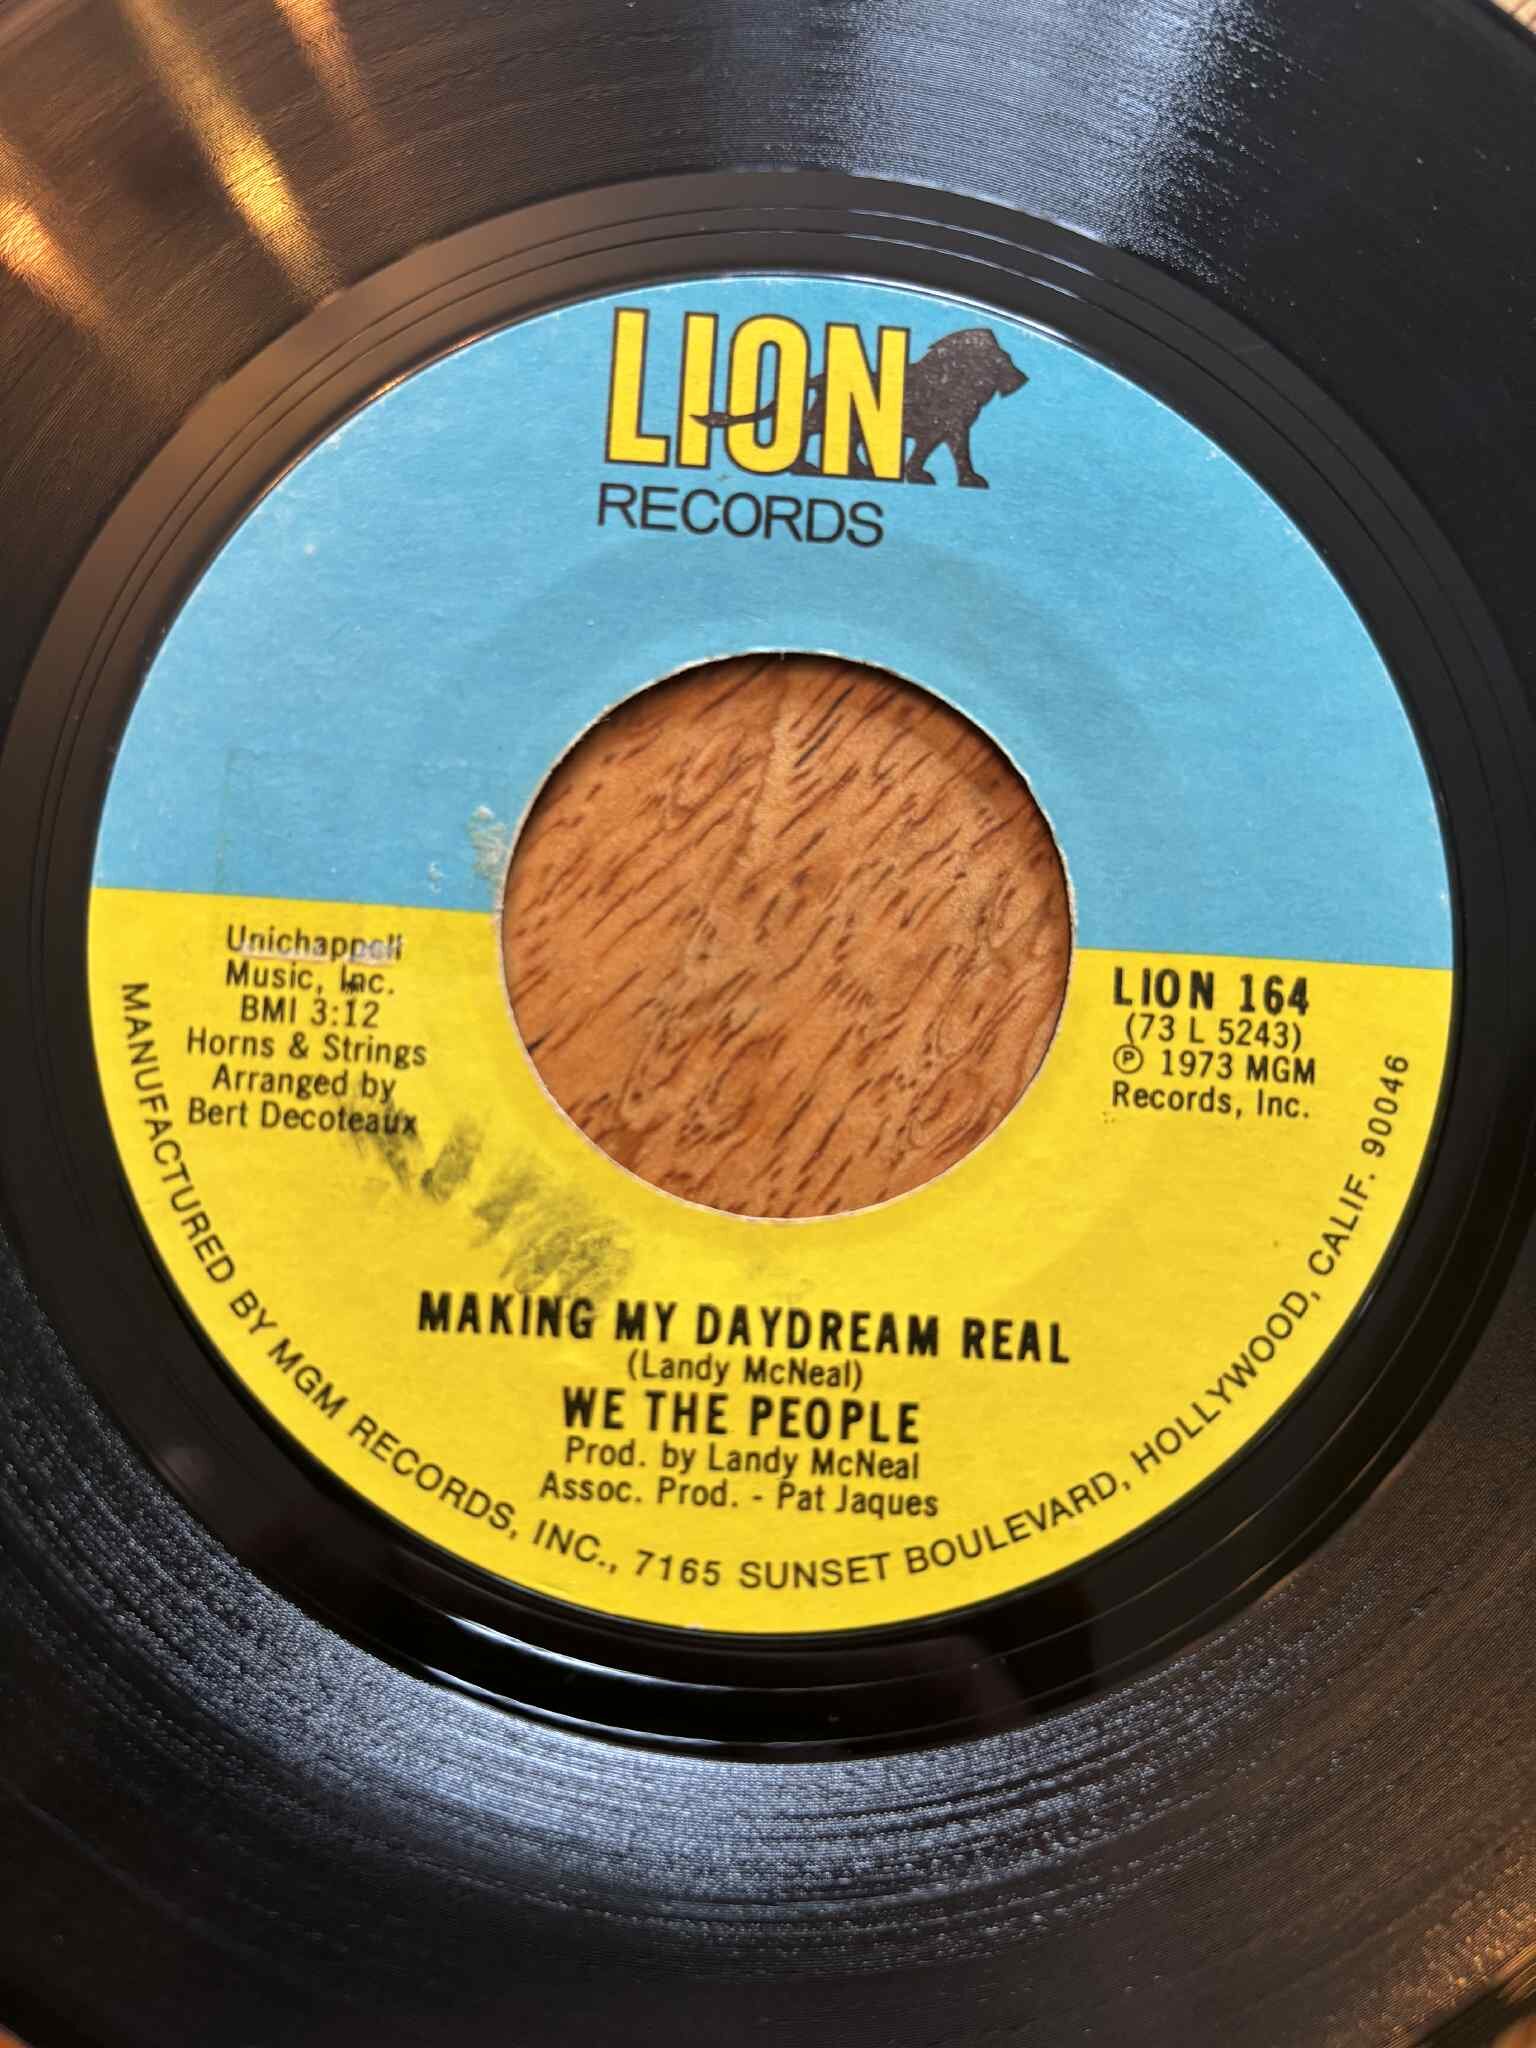 LION
RECORDS
Unichappell
Music, Inc.
BMI 3:12
Horns & Strings
Arranged by
Bert Decoteaux
LION 164
(73 L 5243)
℗ 1973 MGM
Records, Inc.
MAKING MY DAYDREAM REAL
(Landy McNeal)
WE THE PEOPLE
Prod. by Landy McNeal
Assoc. Prod. - Pat Jaques
MANUFACTURED BY MGM RECORDS, INC., 7165 SUNSET BOULEVARD, HOLLYWOOD, CALIF. 90046